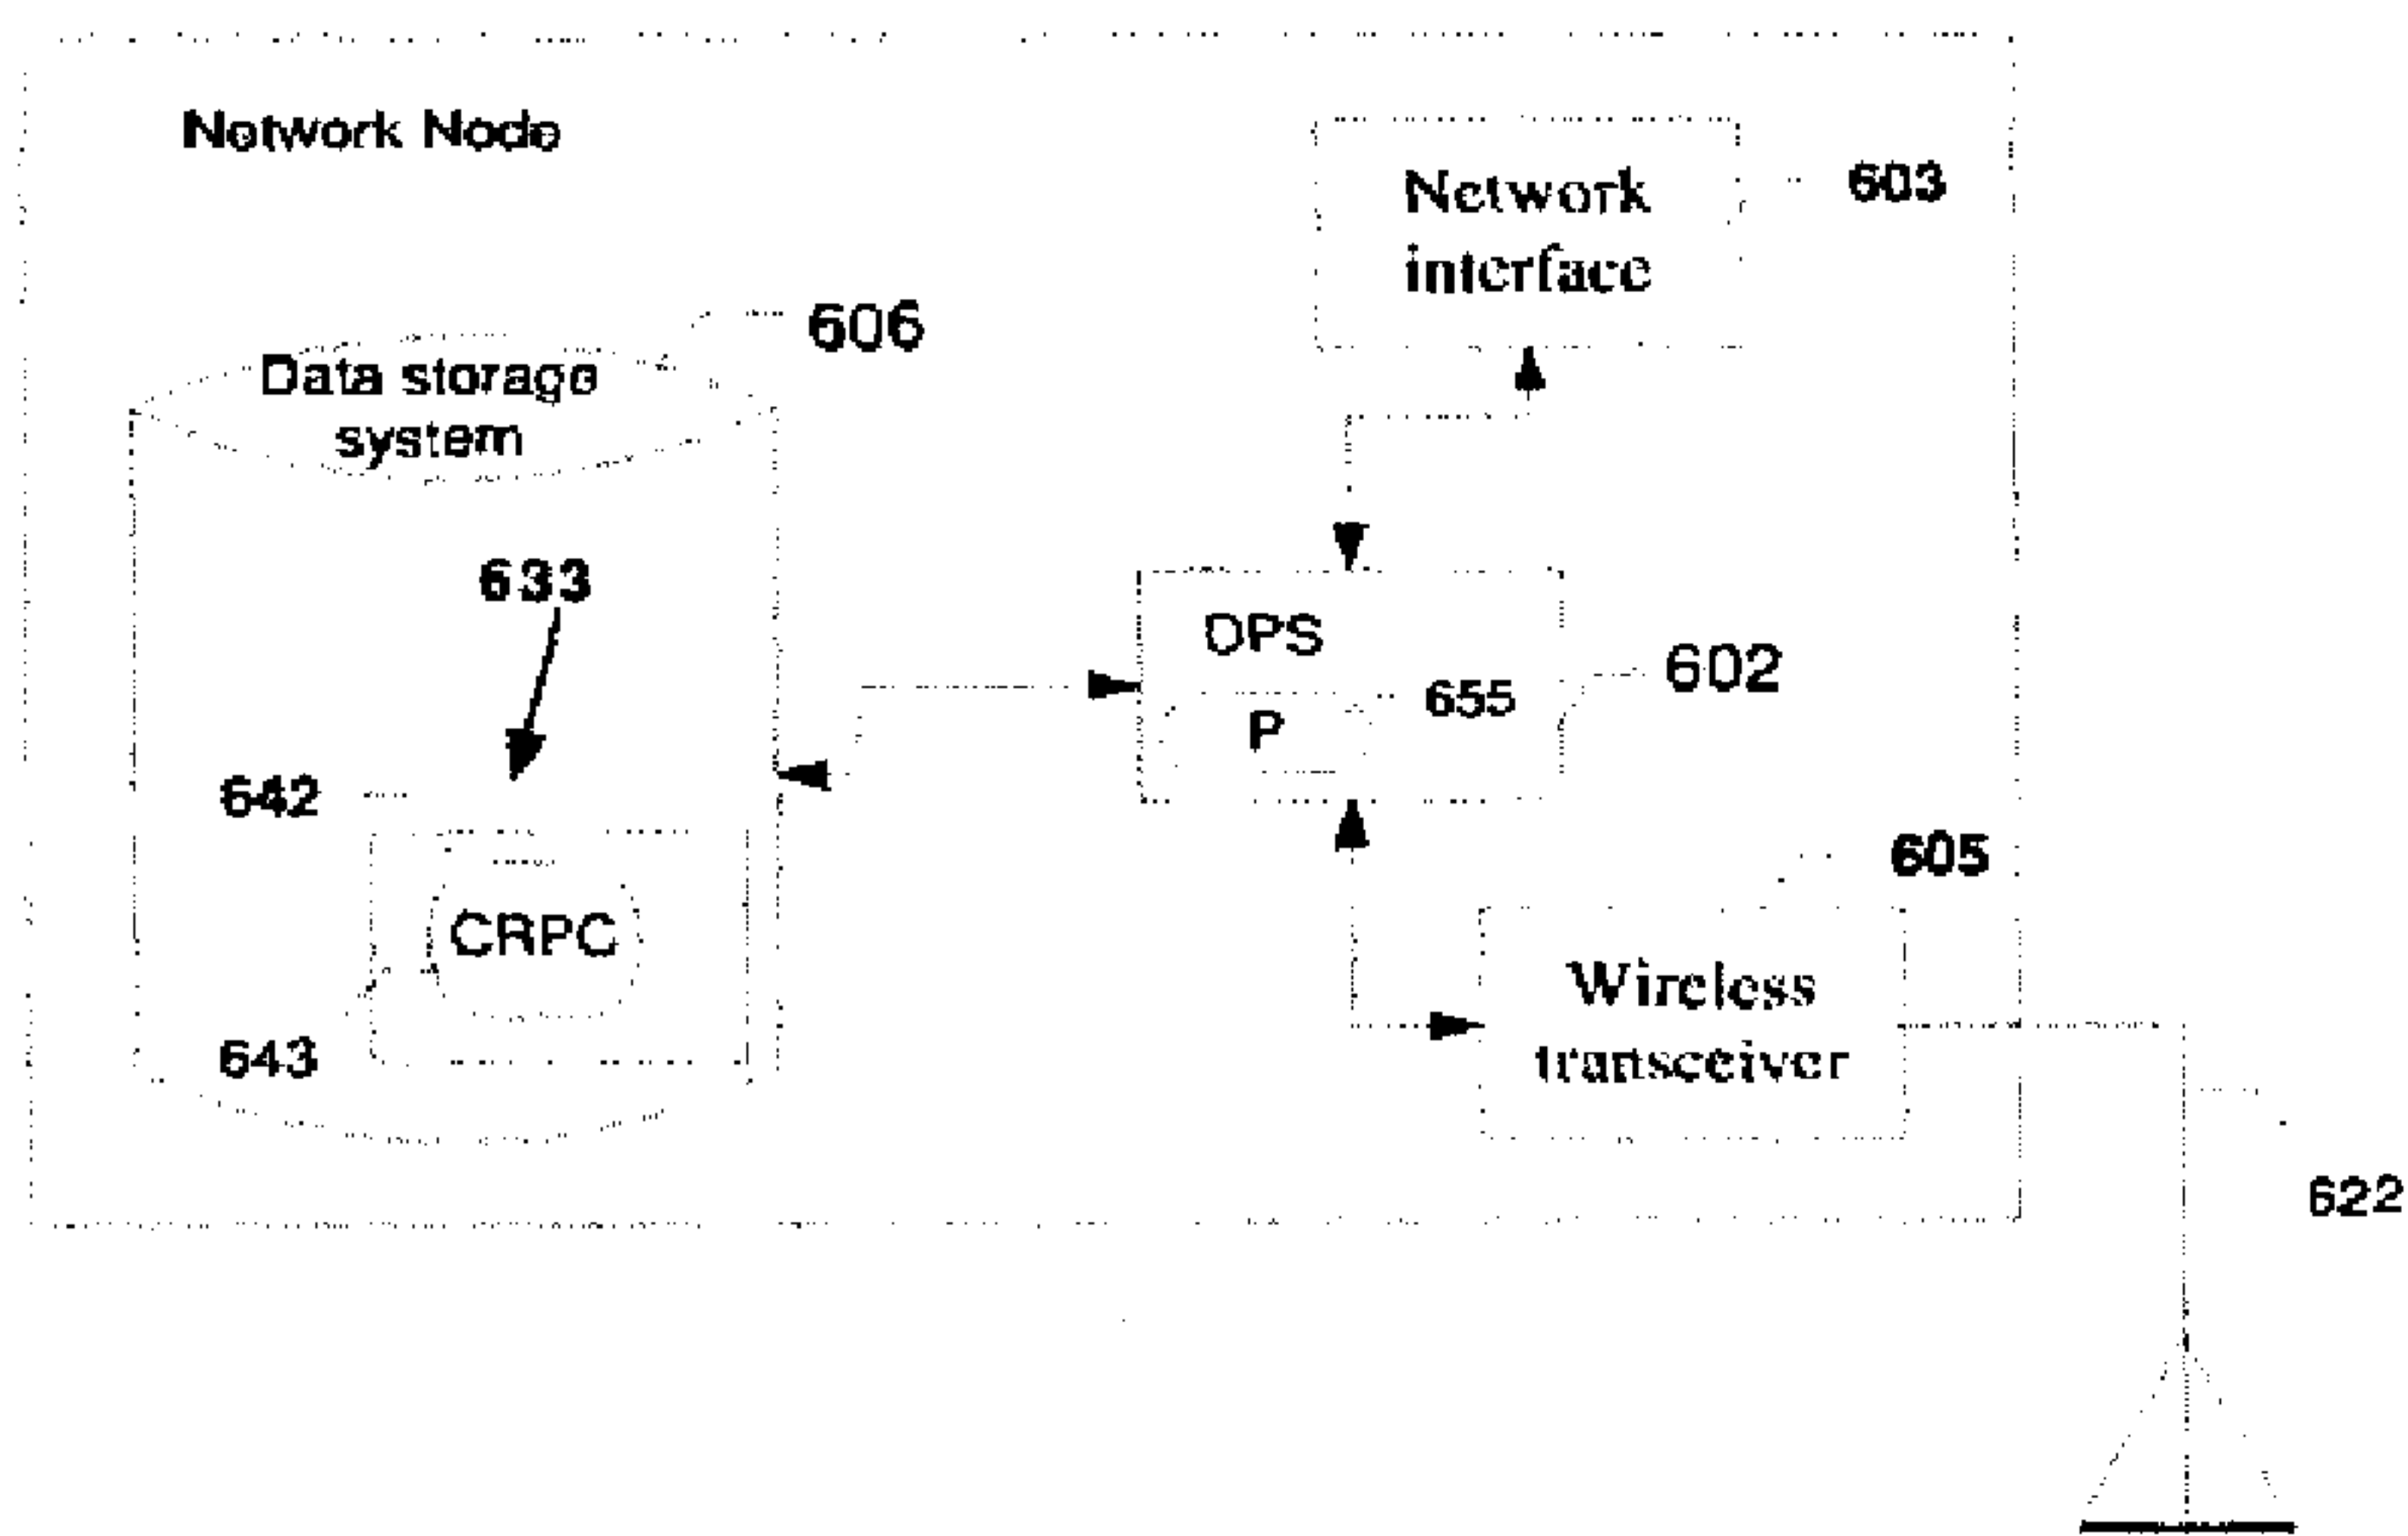 Network Node
Network
interface
603
606
Data storage
system
633
DPS
602
655
P
642
605
CRPC
Wireless
transceiver
643
622